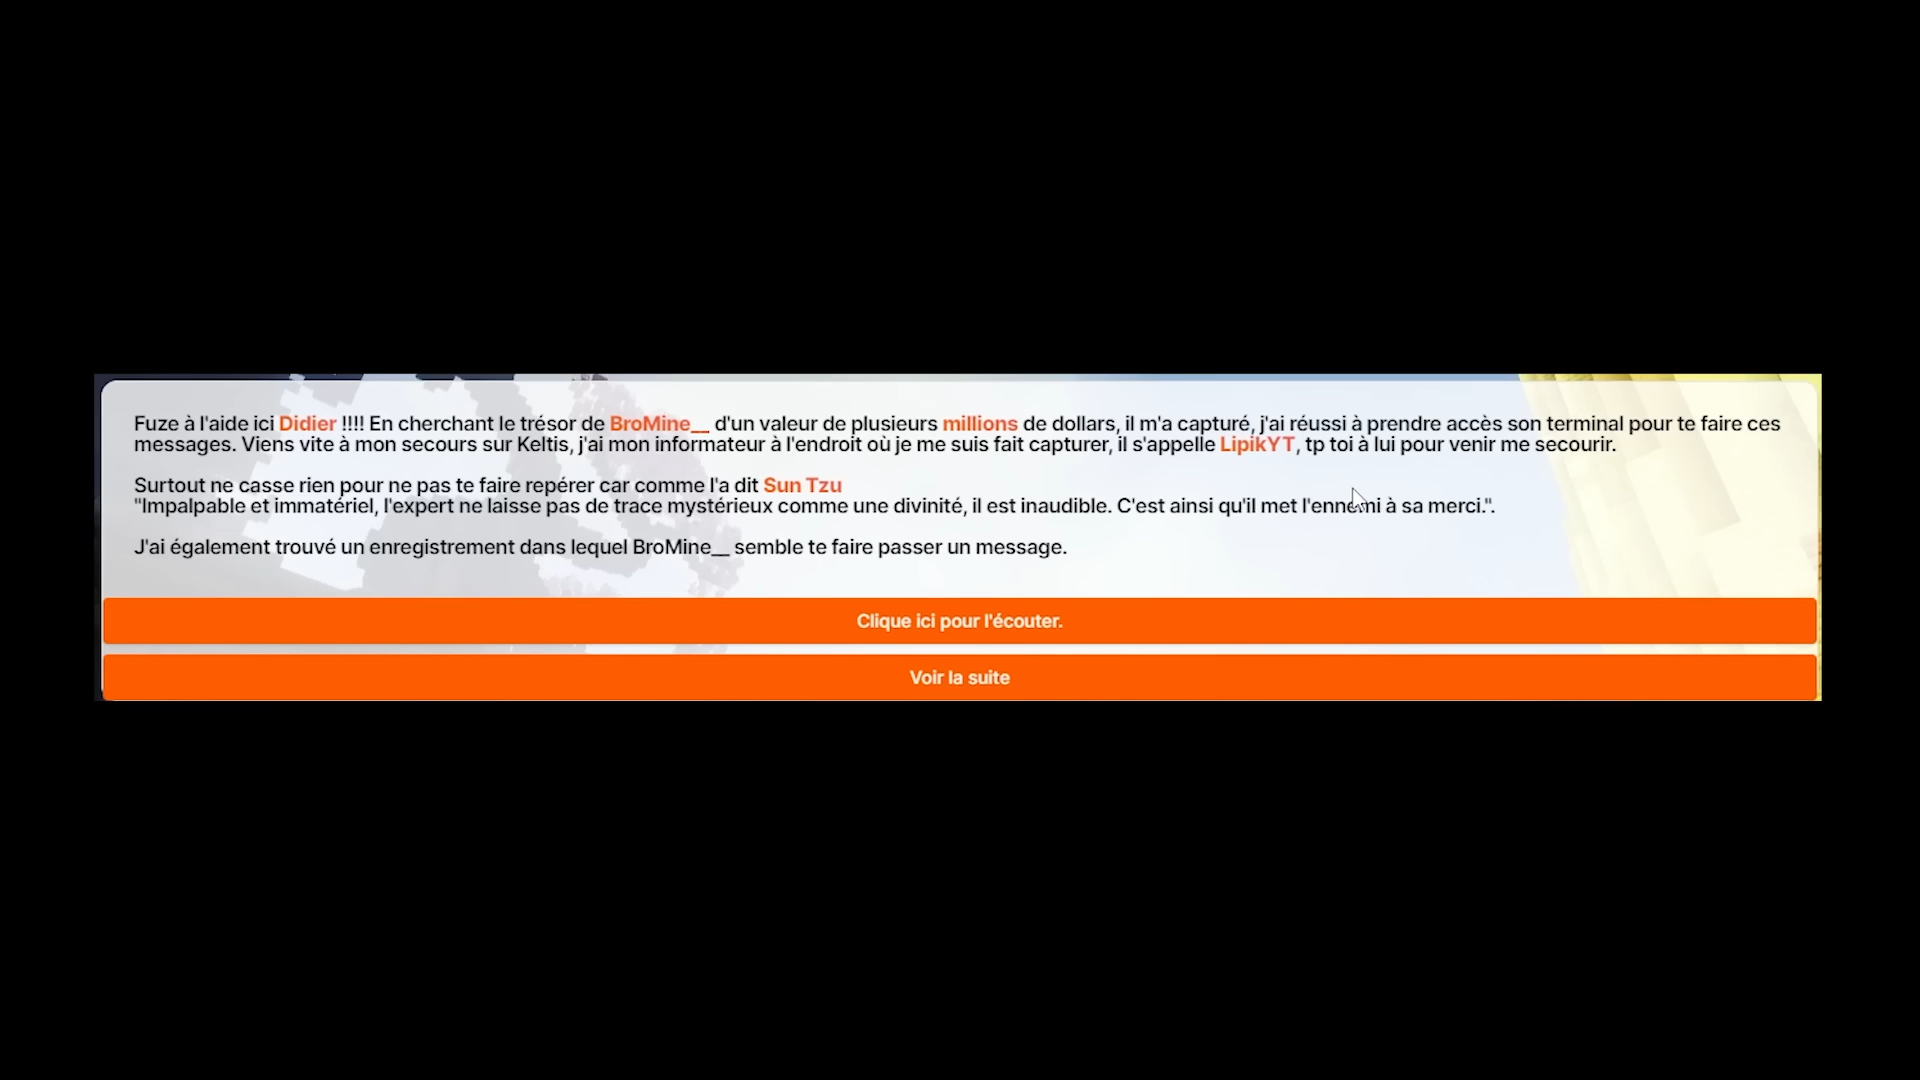 Fuze à l'aide ici Didier !!!! En cherchant le trésor de BroMine__ d'un valeur de plusieurs millions de dollars, il m'a capturé, j'ai réussi à prendre accès son terminal pour te faire ces
messages. Viens vite à mon secours sur Keltis, j'ai mon informateur à l'endroit où je me suis fait capturer, il s'appelle LipikYT, tp toi à lui pour venir me secourir.
Surtout ne casse rien pour ne pas te faire repérer car comme l'a dit Sun Tzu
"Impalpable et immatériel, l'expert ne laisse pas de trace mystérieux comme une divinité, il est inaudible. C'est ainsi qu'il met l'ennemi à sa merci.".
J'ai également trouvé un enregistrement dans lequel BroMine__ semble te faire passer un message.
Clique ici pour l'écouter.
Voir la suite